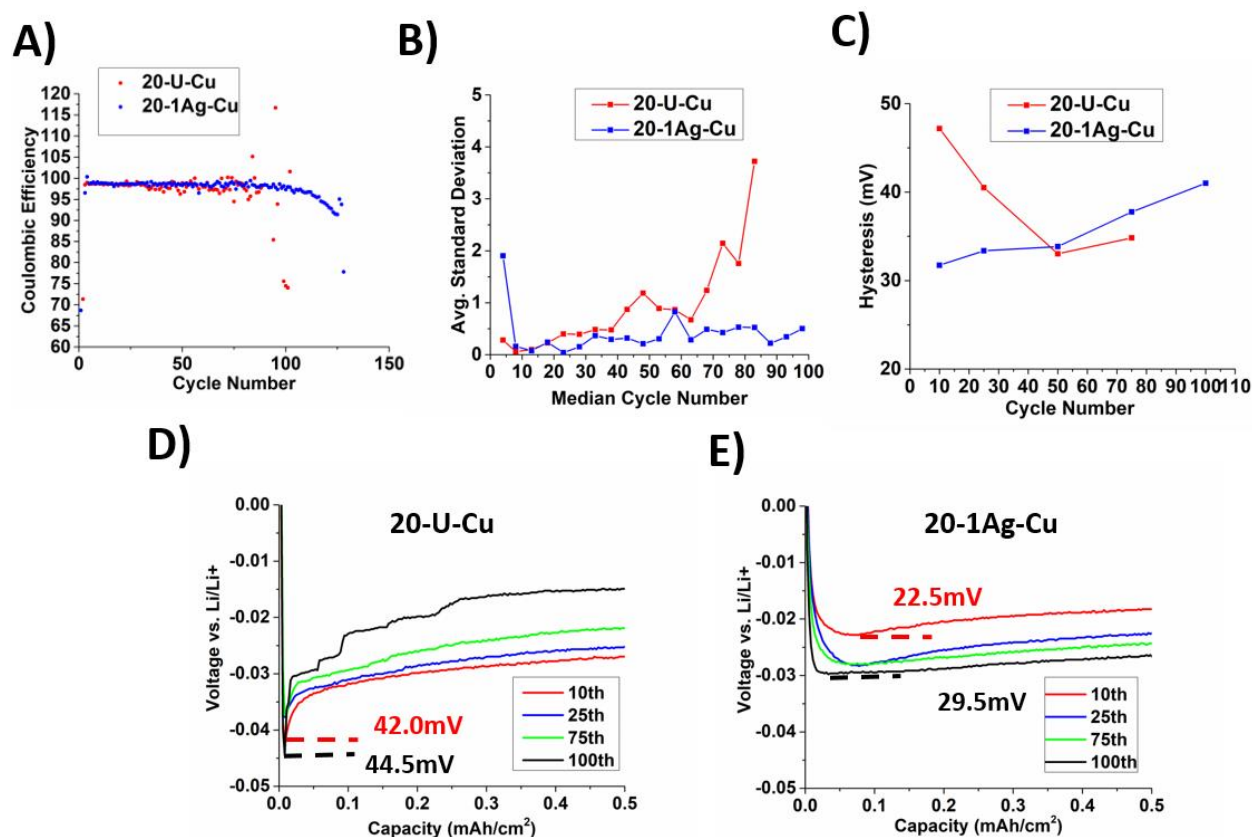 A)
20-U-Cu
20-1Ag-Cu
120
115
110
105
100
95
90
85
80
75
70
65
60
Coulombic Efficiency
0
50
100
150
Cycle Number
B)
20-U-Cu
20-1Ag-Cu
5
4
3
2
1
0
Avg. Standard Deviation
0 10 20 30 40 50 60 70 80 90 100
Median Cycle Number
C)
20-U-Cu
20-1Ag-Cu
50
40
30
20
Hysteresis (mV)
0 10 20 30 40 50 60 70 80 90 100 110
Cycle Number
D)
20-U-Cu
0.00
-0.01
-0.02
-0.03
-0.04
-0.05
Voltage vs. Li/Li+
42.0mV
44.5mV
10th
25th
75th
100th
0.0 0.1 0.2 0.3 0.4 0.5
Capacity (mAh/cm²)
E)
20-1Ag-Cu
0.00
-0.01
-0.02
-0.03
-0.04
-0.05
Voltage vs. Li/Li+
22.5mV
29.5mV
10th
25th
75th
100th
0.0 0.1 0.2 0.3 0.4 0.5
Capacity (mAh/cm²)